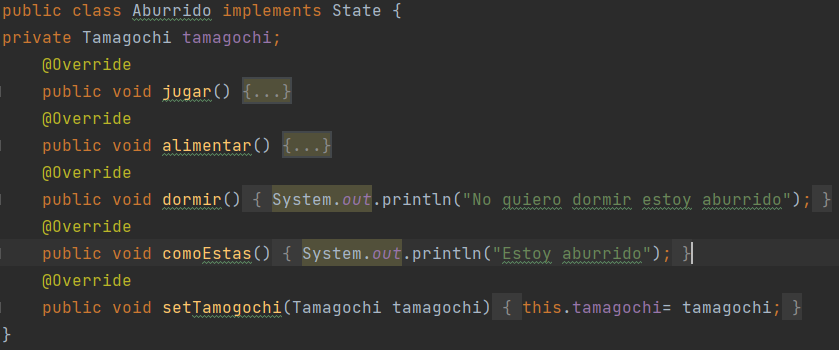 public class Aburrido implements State {
private Tamagochi tamagochi;
@Override
public void jugar() {...}
@Override
public void alimentar() {...}
@Override
public void dormir() { System.out.println("No quiero dormir estoy aburrido"); }
@Override
public void comoEstas() { System.out.println("Estoy aburrido"); }
@Override
public void setTamogochi(Tamagochi tamagochi) { this.tamagochi= tamagochi; }
}